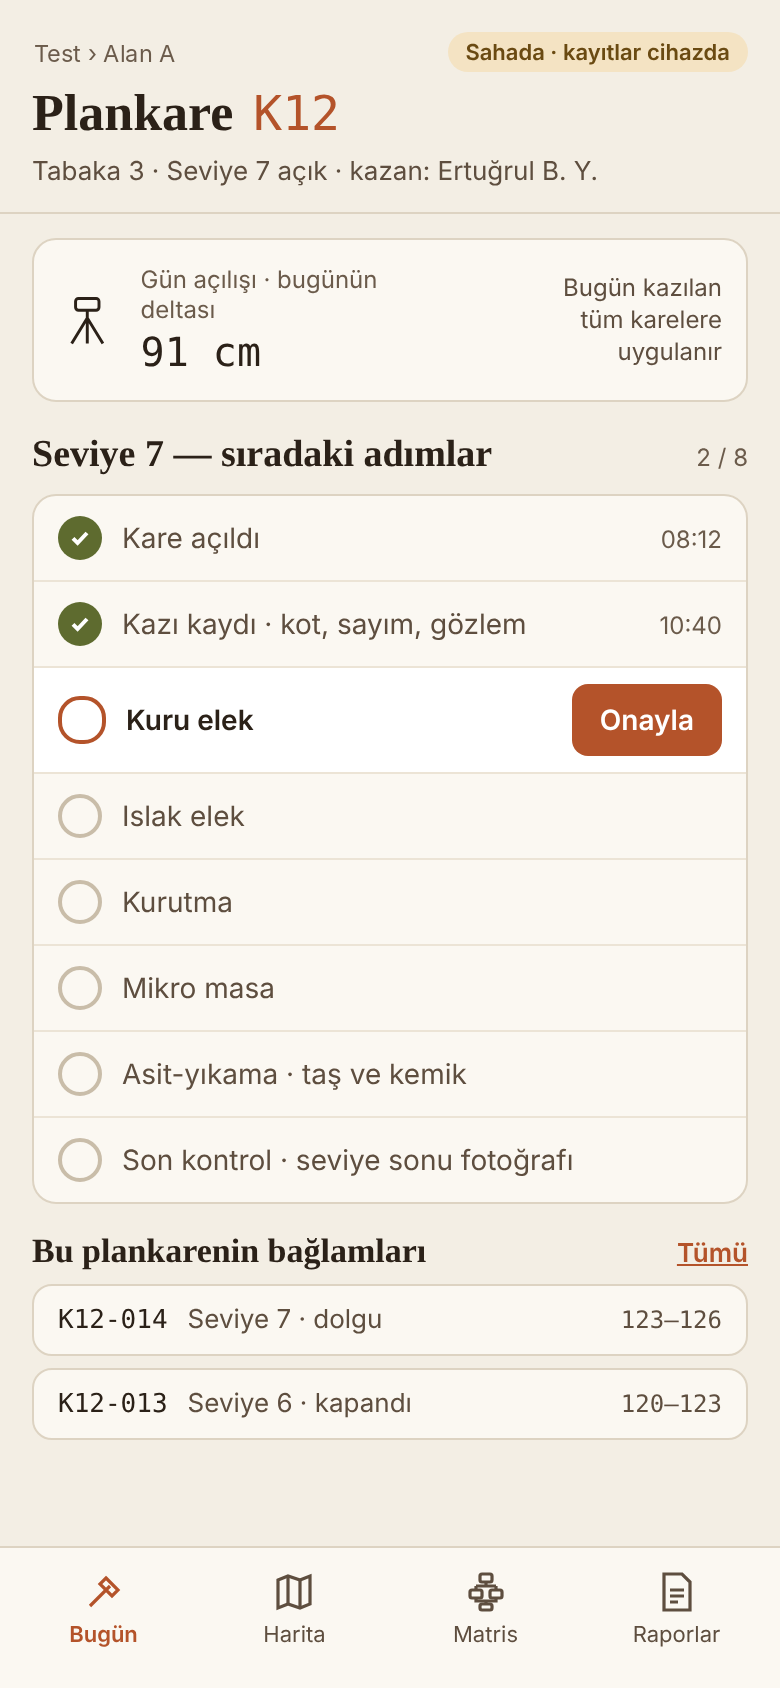 Test › Alan A
Sahada · kayıtlar cihazda
Plankare K12
Tabaka 3 · Seviye 7 açık · kazan: Ertuğrul B. Y.
Gün açılışı · bugünün
deltası
91 cm
Bugün kazılan
tüm karelere
uygulanır
Seviye 7 — sıradaki adımlar
2 / 8
Kare açıldı
08:12
Kazı kaydı · kot, sayım, gözlem
10:40
Kuru elek
Onayla
Islak elek
Kurutma
Mikro masa
Asit-yıkama · taş ve kemik
Son kontrol · seviye sonu fotoğrafı
Bu plankarenin bağlamları
Tümü
K12-014 Seviye 7 · dolgu
123–126
K12-013 Seviye 6 · kapandı
120–123
Bugün
Harita
Matris
Raporlar